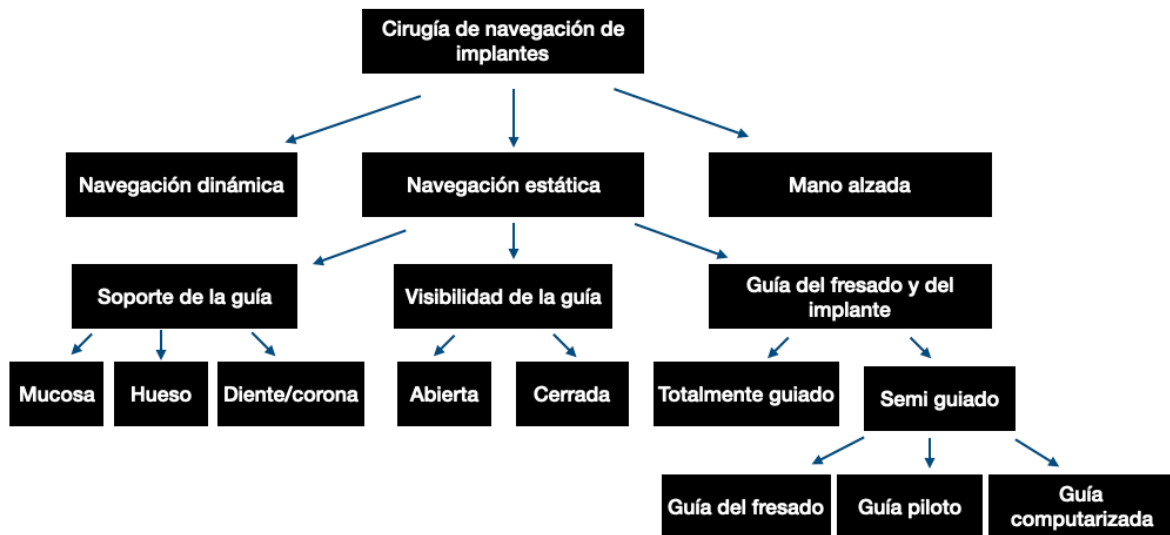 Cirugía de navegación de
implantes
Navegación dinámica
Navegación estática
Mano alzada
Soporte de la guía
Visibilidad de la guía
Guía del fresado y del
implante
Mucosa
Hueso
Diente/corona
Abierta
Cerrada
Totalmente guiado
Semi guiado
Guía del fresado
Guía piloto
Guía
computarizada